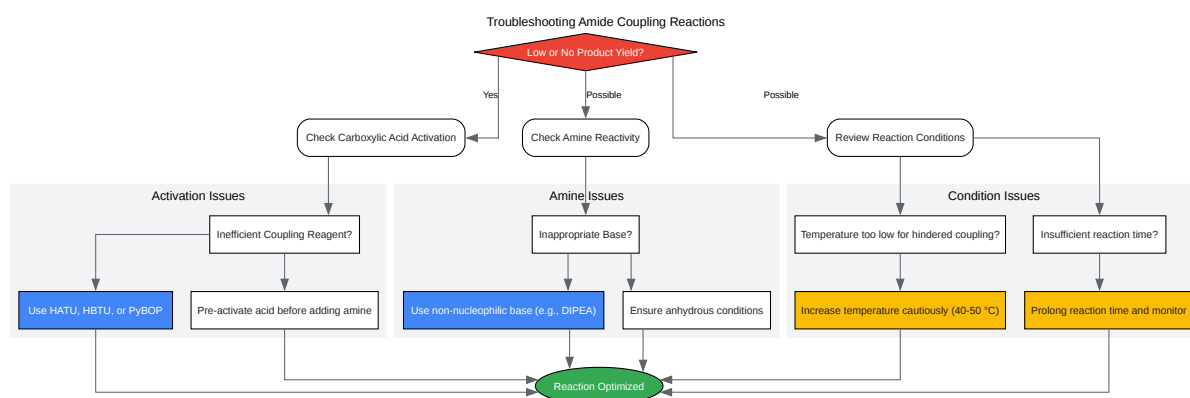 Troubleshooting Amide Coupling Reactions
Low or No Product Yield?
Yes
Possible
Possible
Check Carboxylic Acid Activation
Check Amine Reactivity
Review Reaction Conditions
Activation Issues
Amine Issues
Condition Issues
Inefficient Coupling Reagent?
Inappropriate Base?
Temperature too low for hindered coupling?
Insufficient reaction time?
Use HATU, HBTU, or PyBOP
Pre-activate acid before adding amine
Use non-nucleophilic base (e.g., DIPEA)
Ensure anhydrous conditions
Increase temperature cautiously (40-50 °C)
Prolong reaction time and monitor
Reaction Optimized